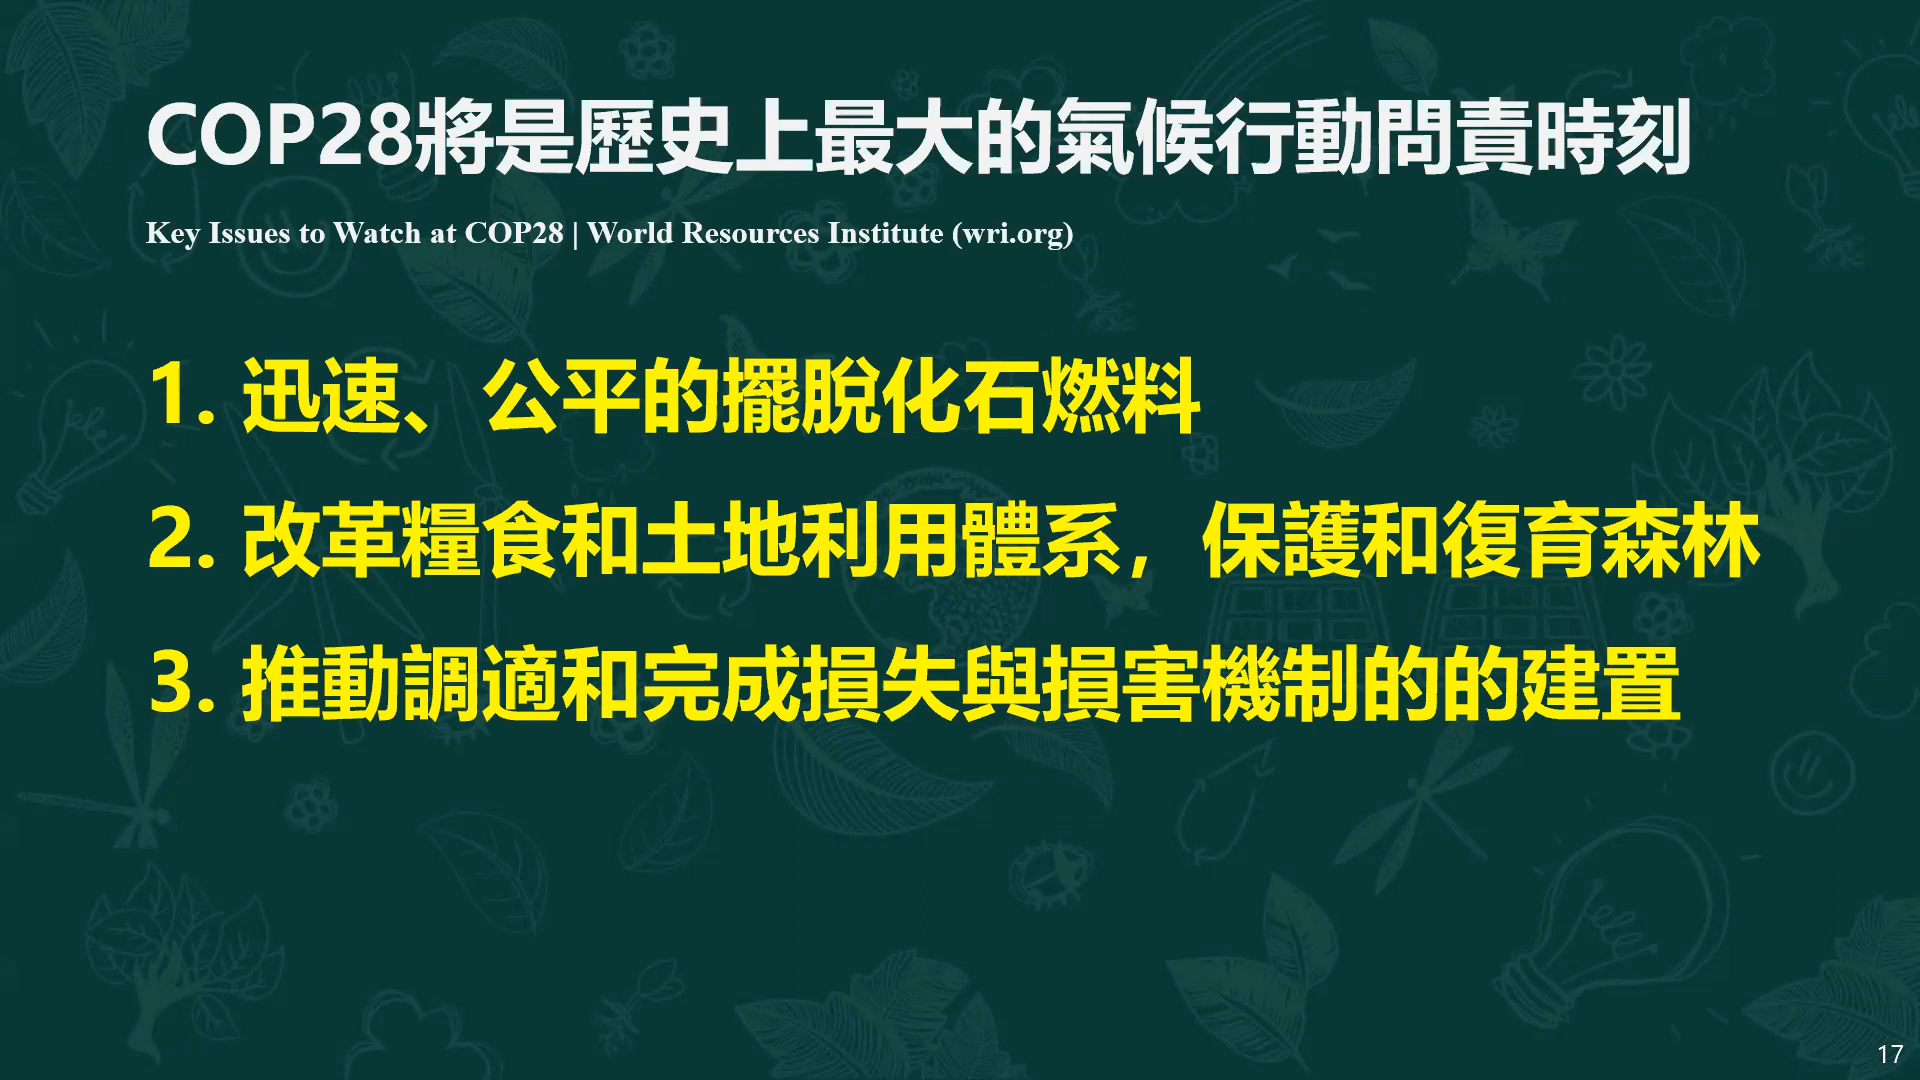 COP28將是歷史上最大的氣候行動問責時刻
Key Issues to Watch at COP28 | World Resources Institute (wri.org)
1. 迅速、公平的擺脫化石燃料
2. 改革糧食和土地利用體系，保護和復育森林
3. 推動調適和完成損失與損害機制的的建置
17